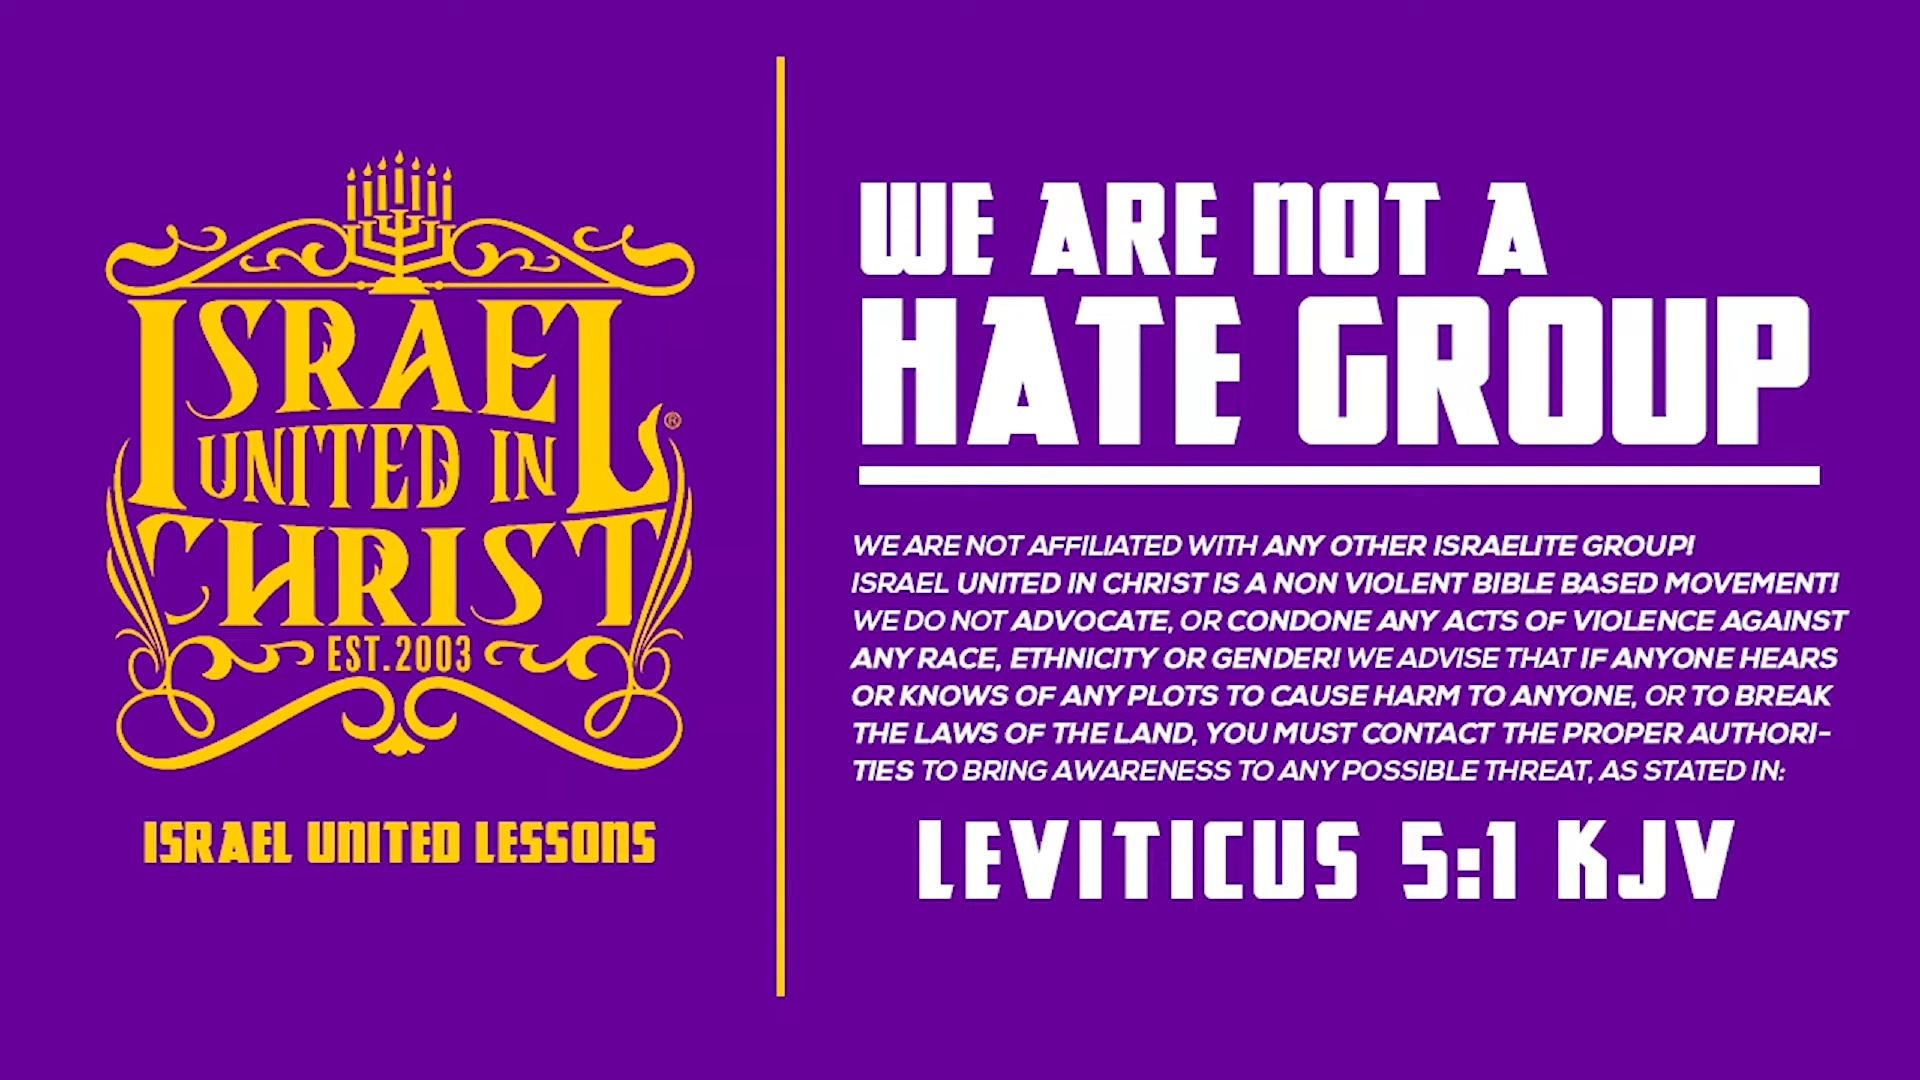 ISRAEL
UNITED IN
CHRIST
®
EST.2003
ISRAEL UNITED LESSONS
WE ARE NOT A
HATE GROUP
WE ARE NOT AFFILIATED WITH ANY OTHER ISRAELITE GROUP!
ISRAEL UNITED IN CHRIST IS A NON VIOLENT BIBLE BASED MOVEMENT!
WE DO NOT ADVOCATE, OR CONDONE ANY ACTS OF VIOLENCE AGAINST
ANY RACE, ETHNICITY OR GENDER! WE ADVISE THAT IF ANYONE HEARS
OR KNOWS OF ANY PLOTS TO CAUSE HARM TO ANYONE, OR TO BREAK
THE LAWS OF THE LAND, YOU MUST CONTACT THE PROPER AUTHORI-
TIES TO BRING AWARENESS TO ANY POSSIBLE THREAT, AS STATED IN:
LEVITICUS 5:1 KJV